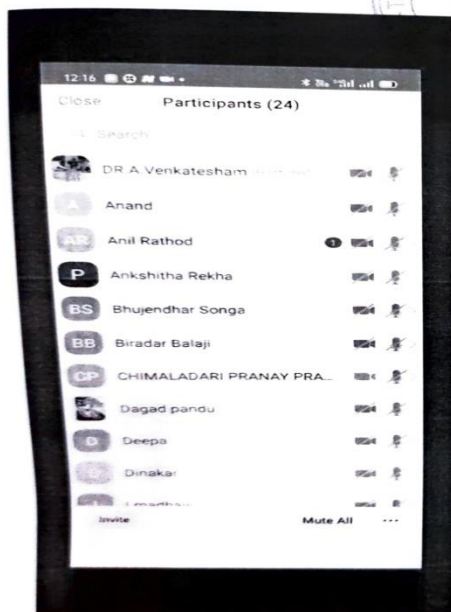 12:16
Close Participants (24)
Search
DR A.Venkatesham
A Anand
AR Anil Rathod 1
P Ankshitha Rekha
BS Bhujendhar Songa
BB Biradar Balaji
CP CHIMALADARI PRANAY PRA...
Dagad pandu
D Deepa
Dinakar
J J madhav
Invite Mute All ...